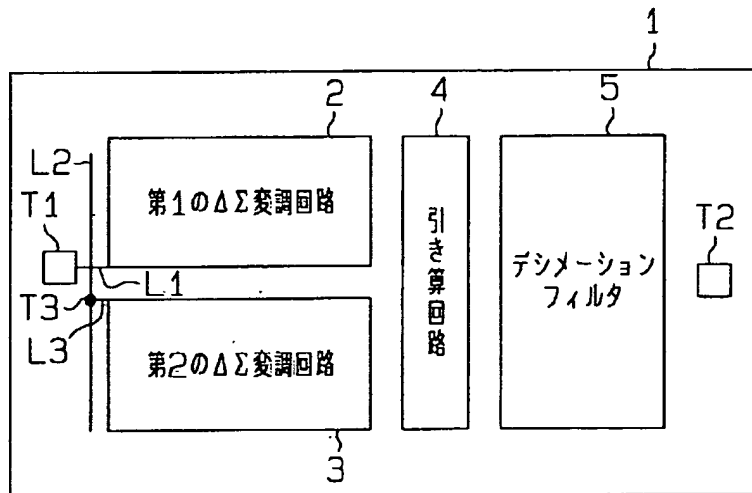 1
2
4
5
L2
第1のΔΣ変調回路
T1
L1
引き算回路
デシメーション
フィルタ
T2
T3
L3
第2のΔΣ変調回路
3